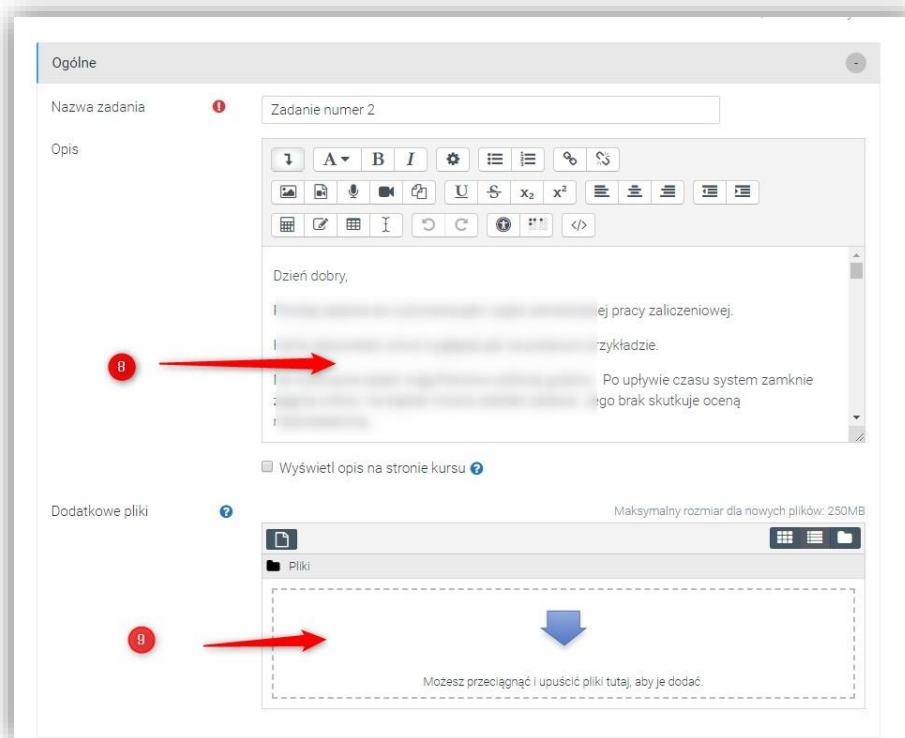 Ogólne
Nazwa zadania
Zadanie numer 2
Opis
Dzień dobry,
ej pracy zaliczeniowej.
rzykładzie.
8
Po upływie czasu system zamknie
ego brak skutkuje oceną
Wyświetl opis na stronie kursu
Dodatkowe pliki
Maksymalny rozmiar dla nowych plików: 250MB
Pliki
9
Możesz przeciągnąć i upuścić pliki tutaj, aby je dodać.